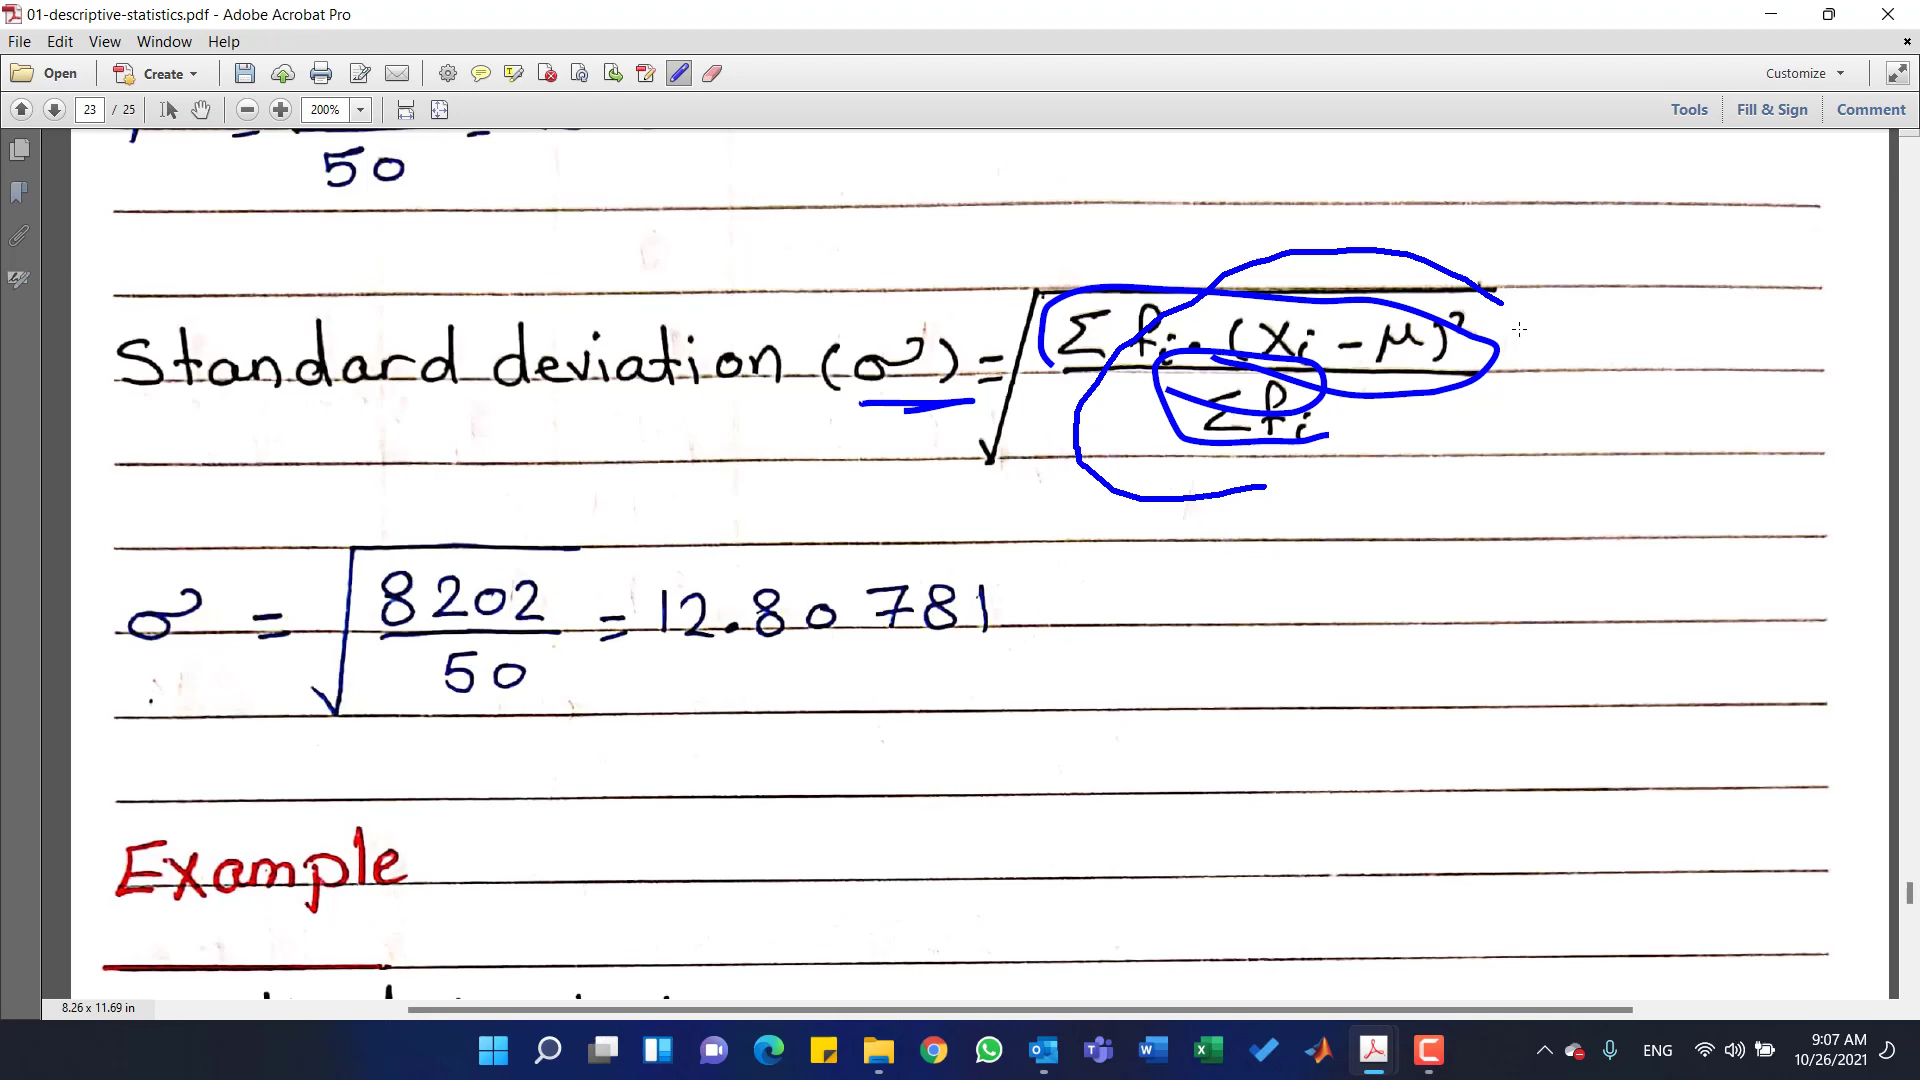 01-descriptive-statistics.pdf - Adobe Acrobat Pro
File Edit View Window Help
Open Create Customize
23 / 25 200% Tools Fill & Sign Comment
=
=
50
Standard deviation (σ) = √ Σ fi . (xi - μ)²
Σ fi
σ = √ 8202 = 12.80781
50
Example
8.26 x 11.69 in
ENG
9:07 AM
10/26/2021